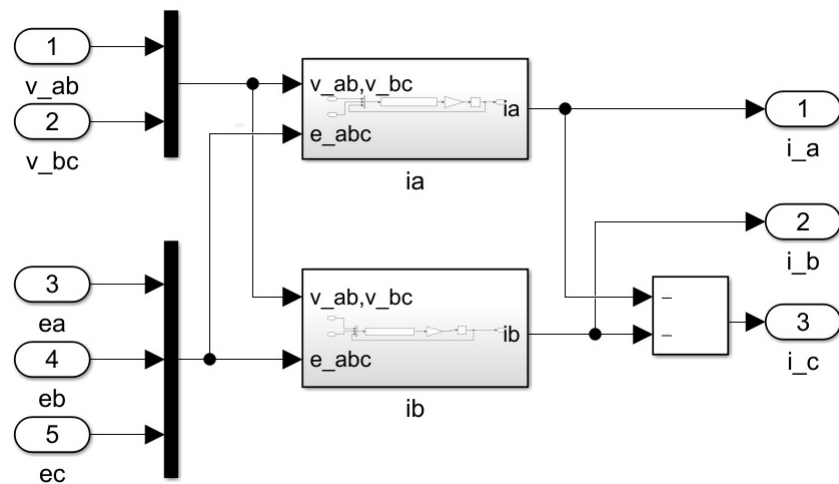 1
v_ab
2
v_bc
3
ea
4
eb
5
ec
v_ab,v_bc
e_abc
ia
ia
v_ab,v_bc
e_abc
ib
ib
−
−
1
i_a
2
i_b
3
i_c